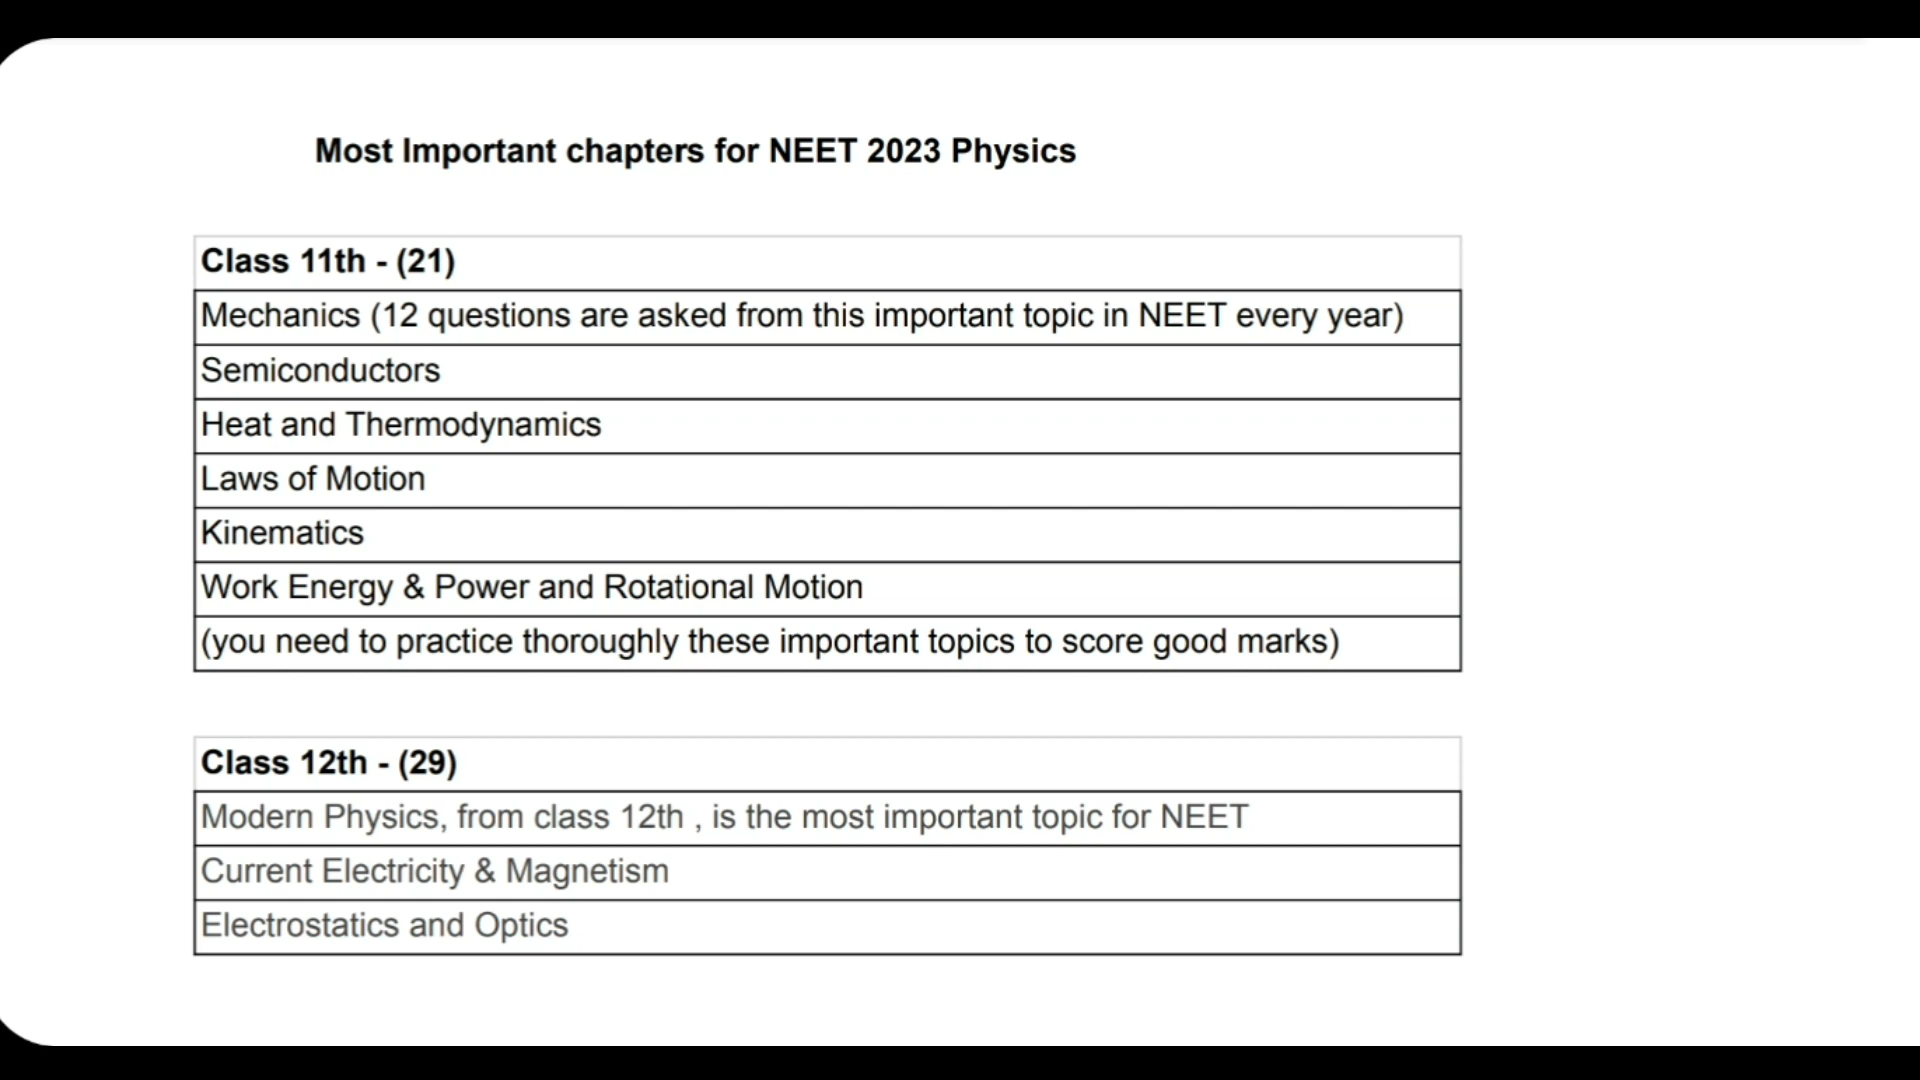 Most Important chapters for NEET 2023 Physics
Class 11th - (21)
Mechanics (12 questions are asked from this important topic in NEET every year)
Semiconductors
Heat and Thermodynamics
Laws of Motion
Kinematics
Work Energy & Power and Rotational Motion
(you need to practice thoroughly these important topics to score good marks)
Class 12th - (29)
Modern Physics, from class 12th , is the most important topic for NEET
Current Electricity & Magnetism
Electrostatics and Optics